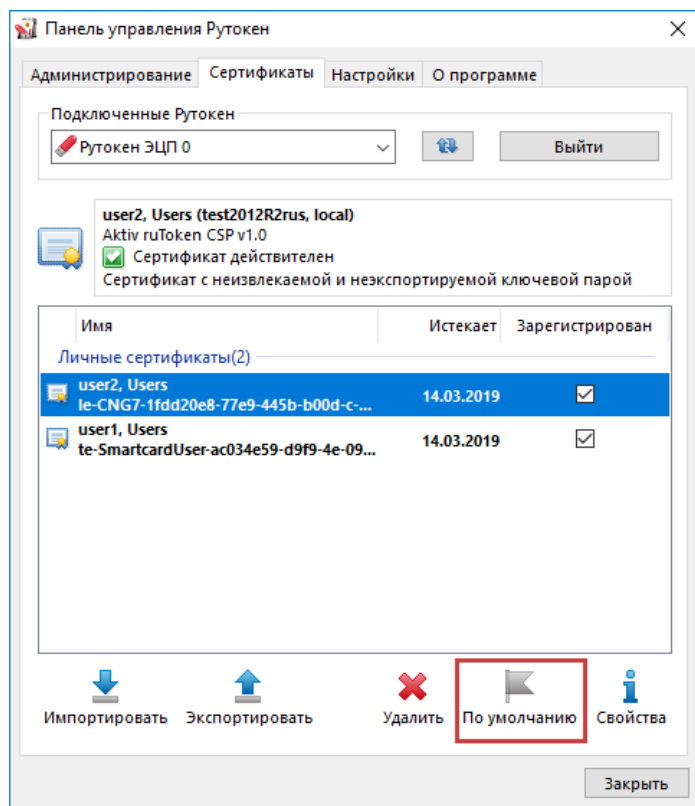 Панель управления Рутокен
Администрирование Сертификаты Настройки О программе
Подключенные Рутокен
Рутокен ЭЦП 0 Выйти
user2, Users (test2012R2rus, local)
Aktiv ruToken CSP v1.0
Сертификат действителен
Сертификат с неизвлекаемой и неэкспортируемой ключевой парой
Имя Истекает Зарегистрирован
Личные сертификаты(2)
user2, Users
le-CNG7-1fdd20e8-77e9-445b-b00d-c-... 14.03.2019
user1, Users
te-SmartcardUser-ac034e59-d9f9-4e-09... 14.03.2019
Импортировать Экспортировать Удалить По умолчанию Свойства
Закрыть